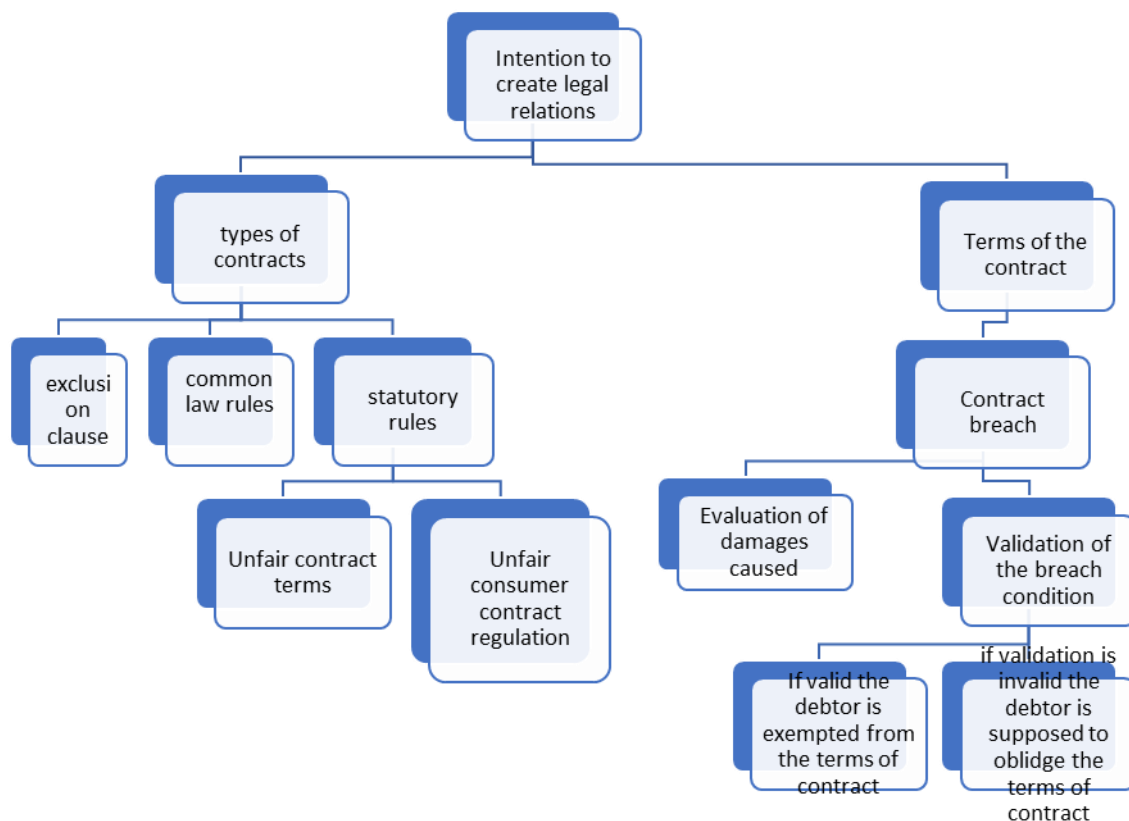 Intention to
create legal
relations
types of
contracts
Terms of the
contract
exclusi
on
clause
common
law rules
statutory
rules
Contract
breach
Unfair contract
terms
Unfair
consumer
contract
regulation
Evaluation of
damages
caused
Validation of
the breach
condition
If valid the
debtor is
exempted from
the terms of
contract
if validation is
invalid the
debtor is
supposed to
oblidge the
terms of
contract